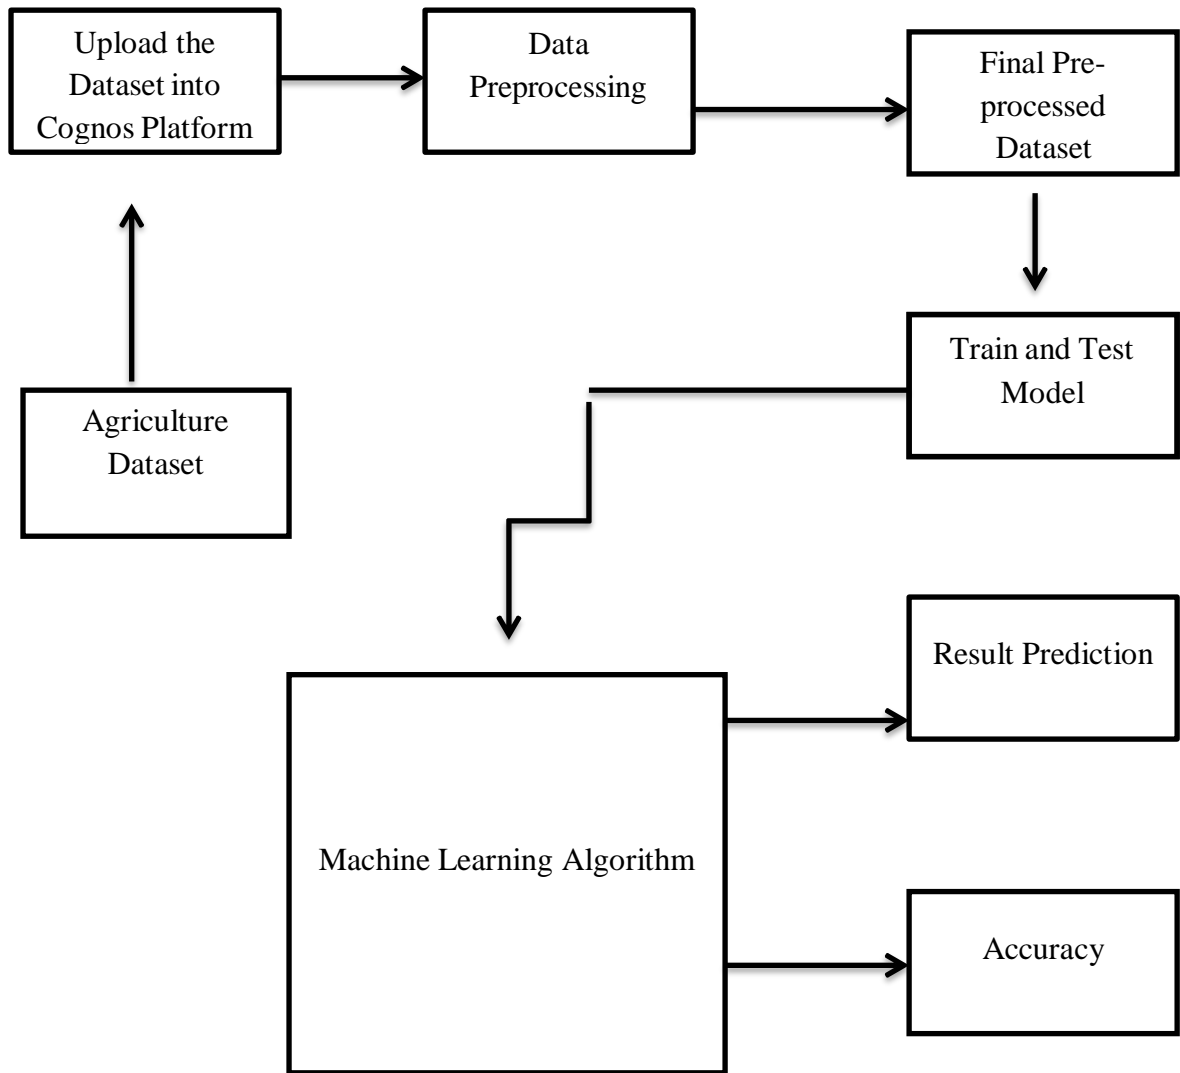 Upload the
Dataset into
Cognos Platform
Data
Preprocessing
Final Pre-
processed
Dataset
Agriculture
Dataset
Train and Test
Model
Machine Learning Algorithm
Result Prediction
Accuracy